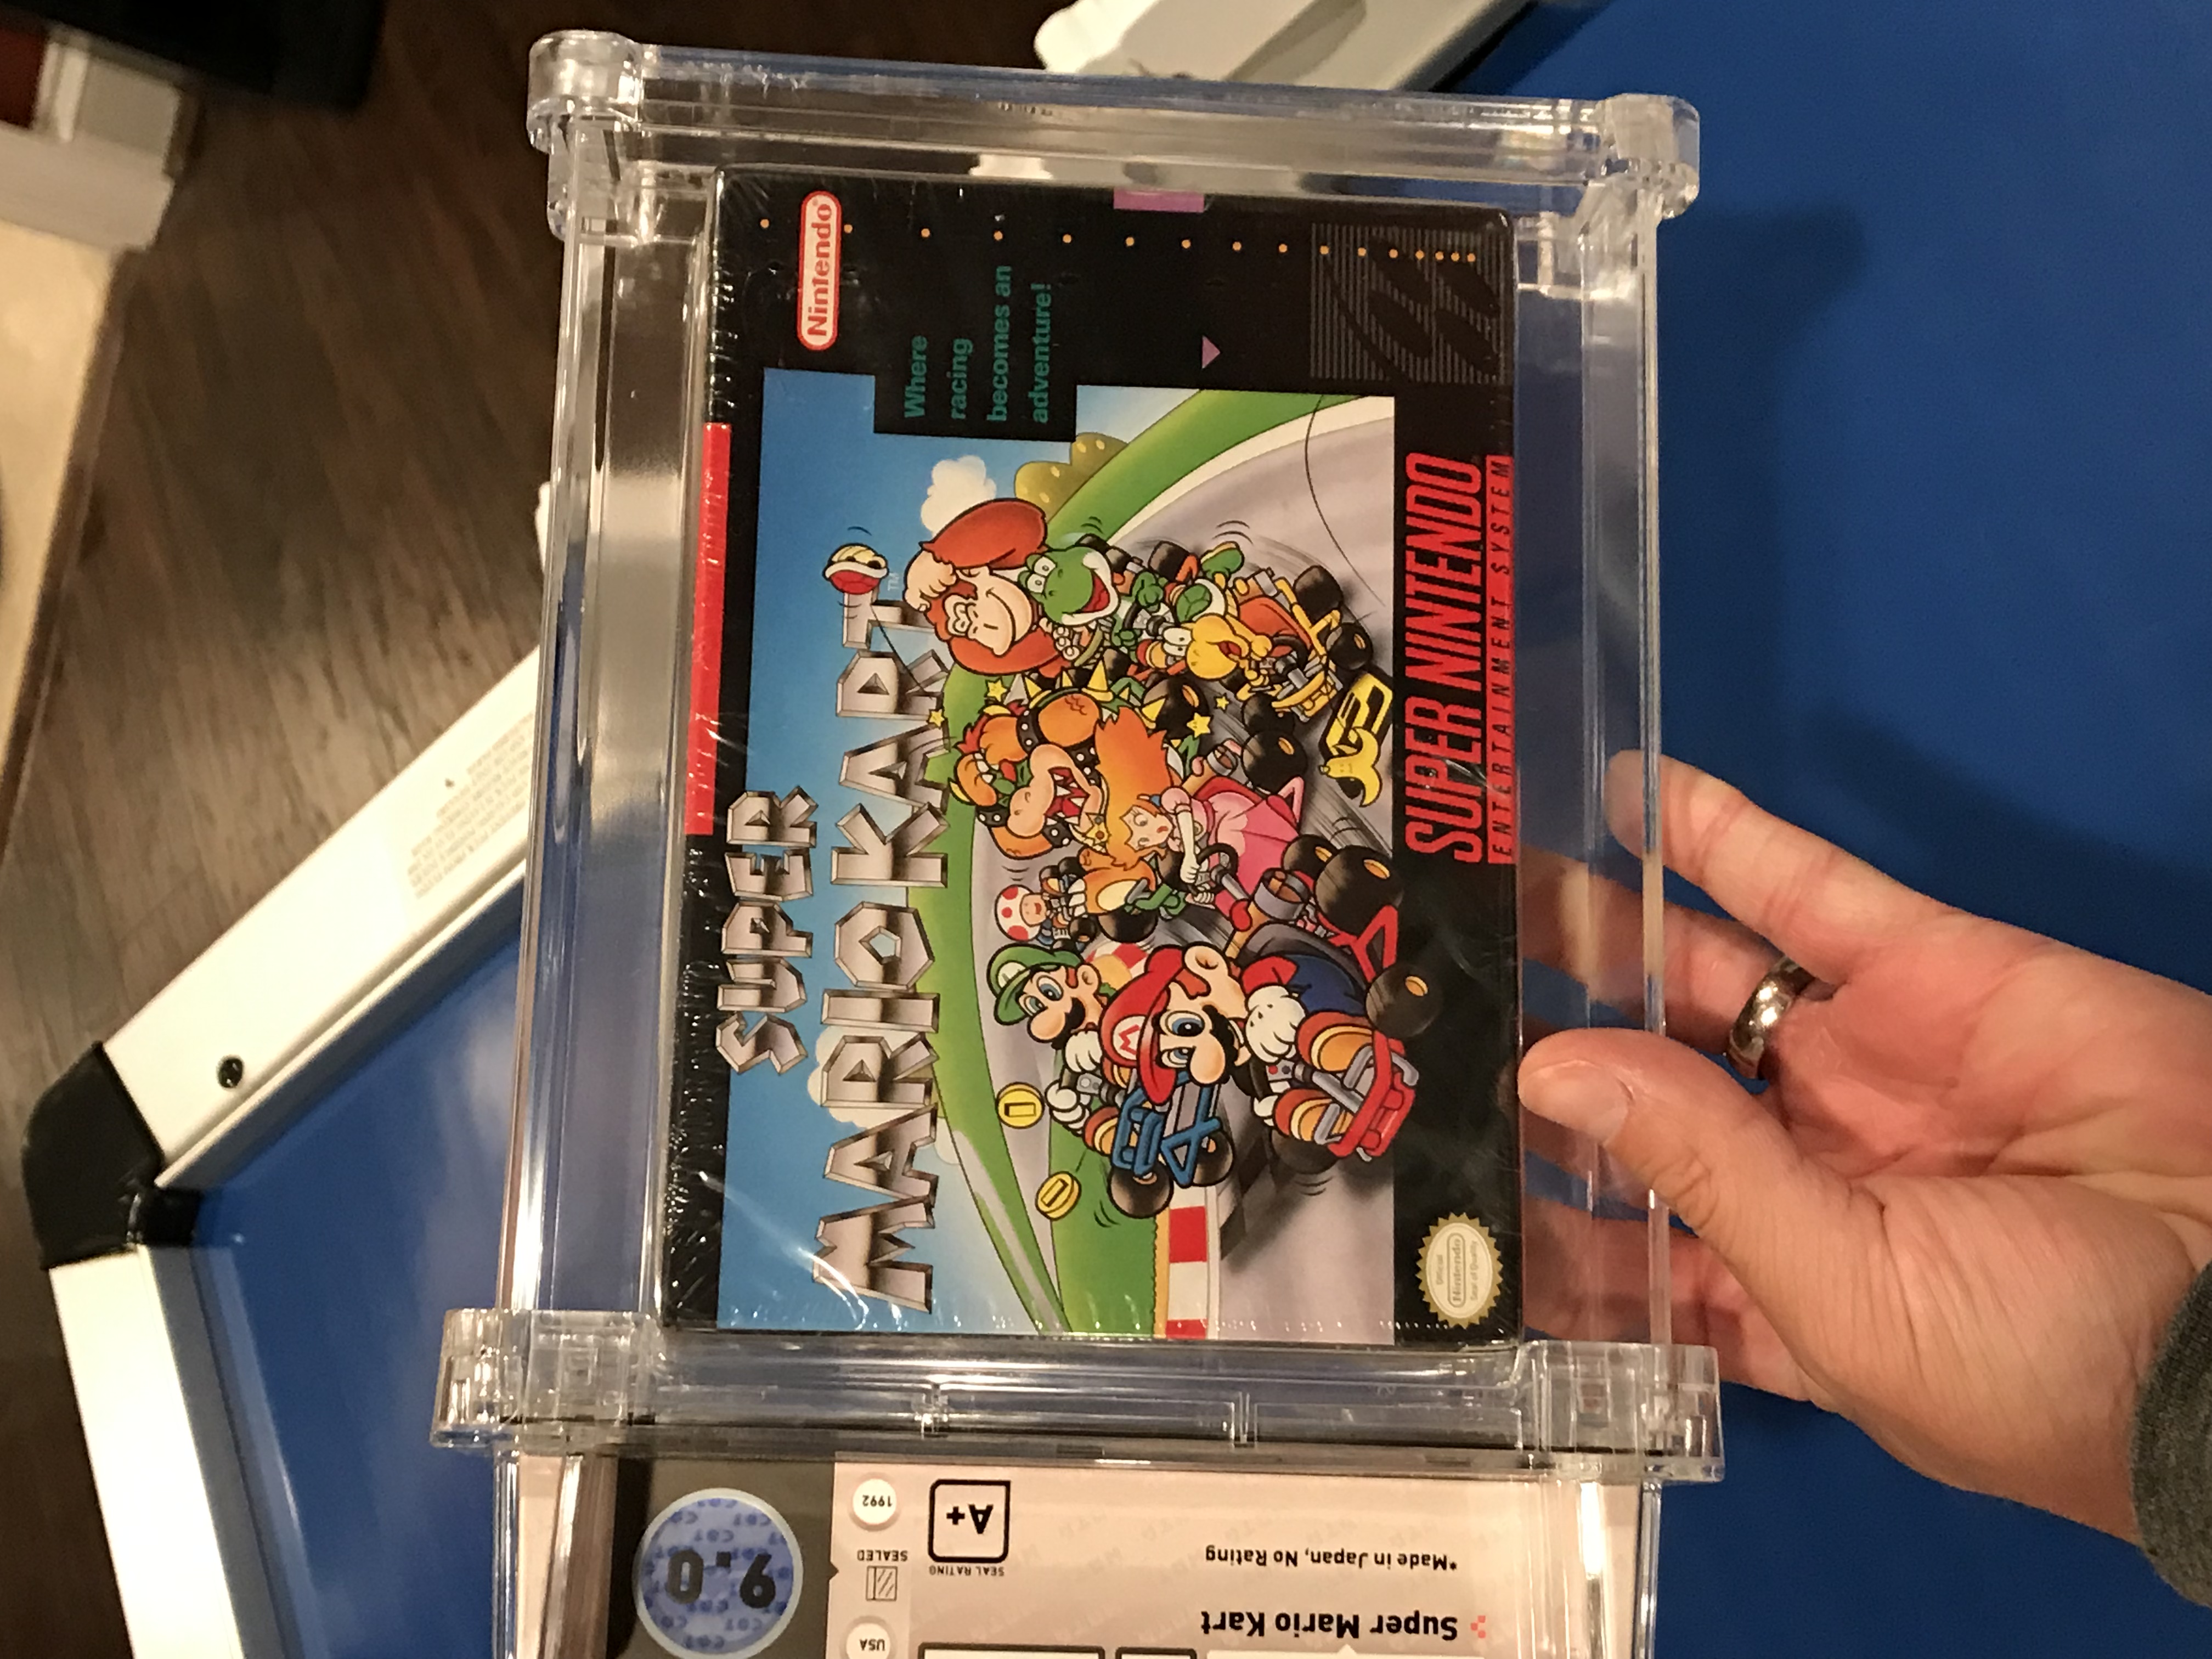 Nintendo®
Where
racing
becomes an
adventure!
SUPER
MARIO KART™
SUPER NINTENDO
ENTERTAINMENT SYSTEM
Official
Nintendo
Seal of Quality
M
9.0
1992
SEALED
USA
A+
SEAL RATING
*Made in Japan, No Rating
Super Mario Kart